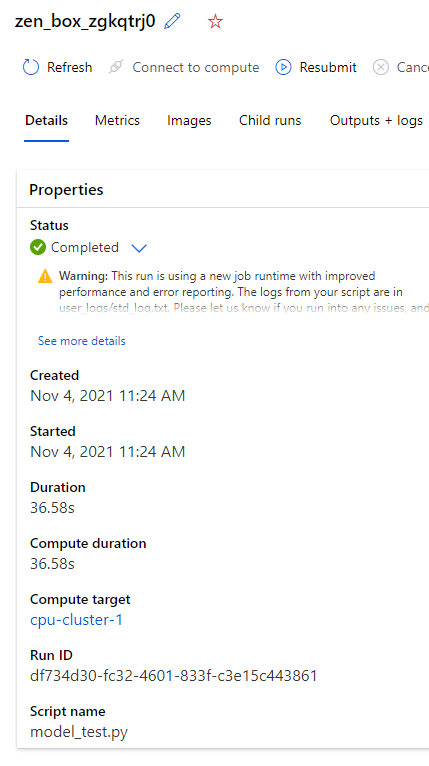 zen_box_zgkqtrj0
Refresh Connect to compute Resubmit Cance
Details Metrics Images Child runs Outputs + logs
Properties
Status
Completed
Warning: This run is using a new job runtime with improved
performance and error reporting. The logs from your script are in
user_logs/std_log.txt. Please let us know if you run into any issues, and
See more details
Created
Nov 4, 2021 11:24 AM
Started
Nov 4, 2021 11:24 AM
Duration
36.58s
Compute duration
36.58s
Compute target
cpu-cluster-1
Run ID
df734d30-fc32-4601-833f-c3e15c443861
Script name
model_test.py